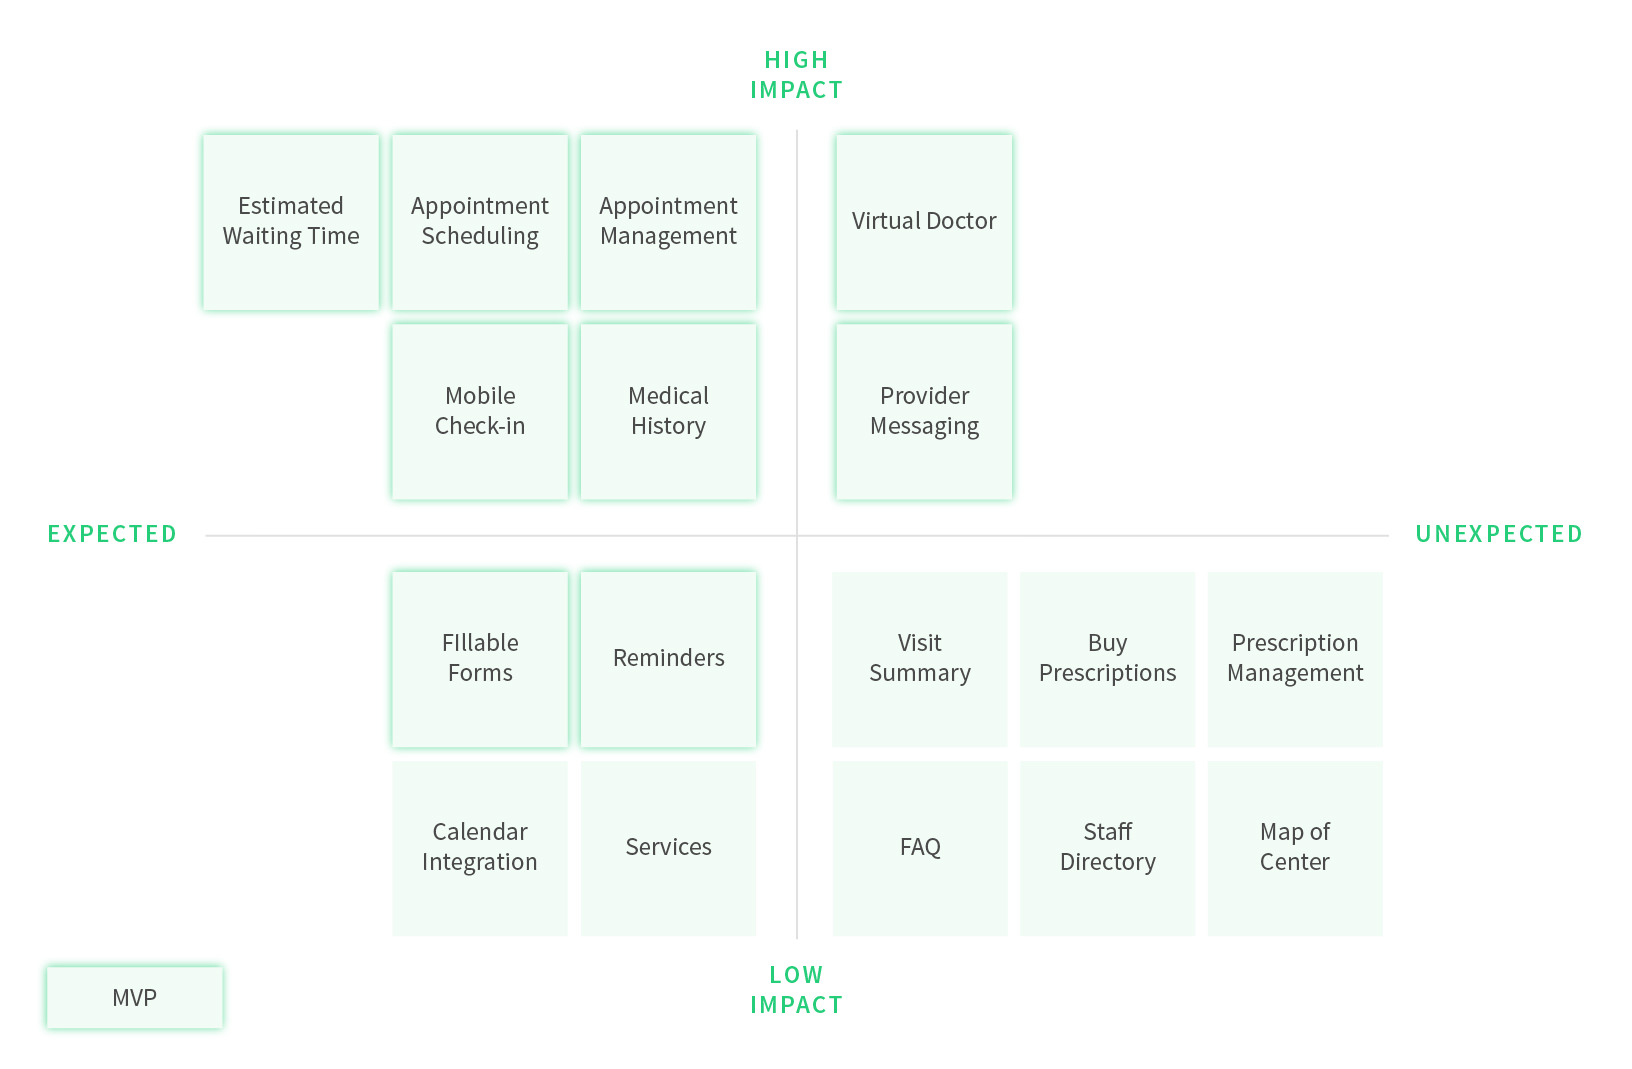 HIGH
IMPACT
Estimated
Waiting Time
Appointment
Scheduling
Appointment
Management
Virtual Doctor
Mobile
Check-in
Medical
History
Provider
Messaging
EXPECTED
UNEXPECTED
FIllable
Forms
Reminders
Visit
Summary
Buy
Prescriptions
Prescription
Management
Calendar
Integration
Services
FAQ
Staff
Directory
Map of
Center
LOW
IMPACT
MVP